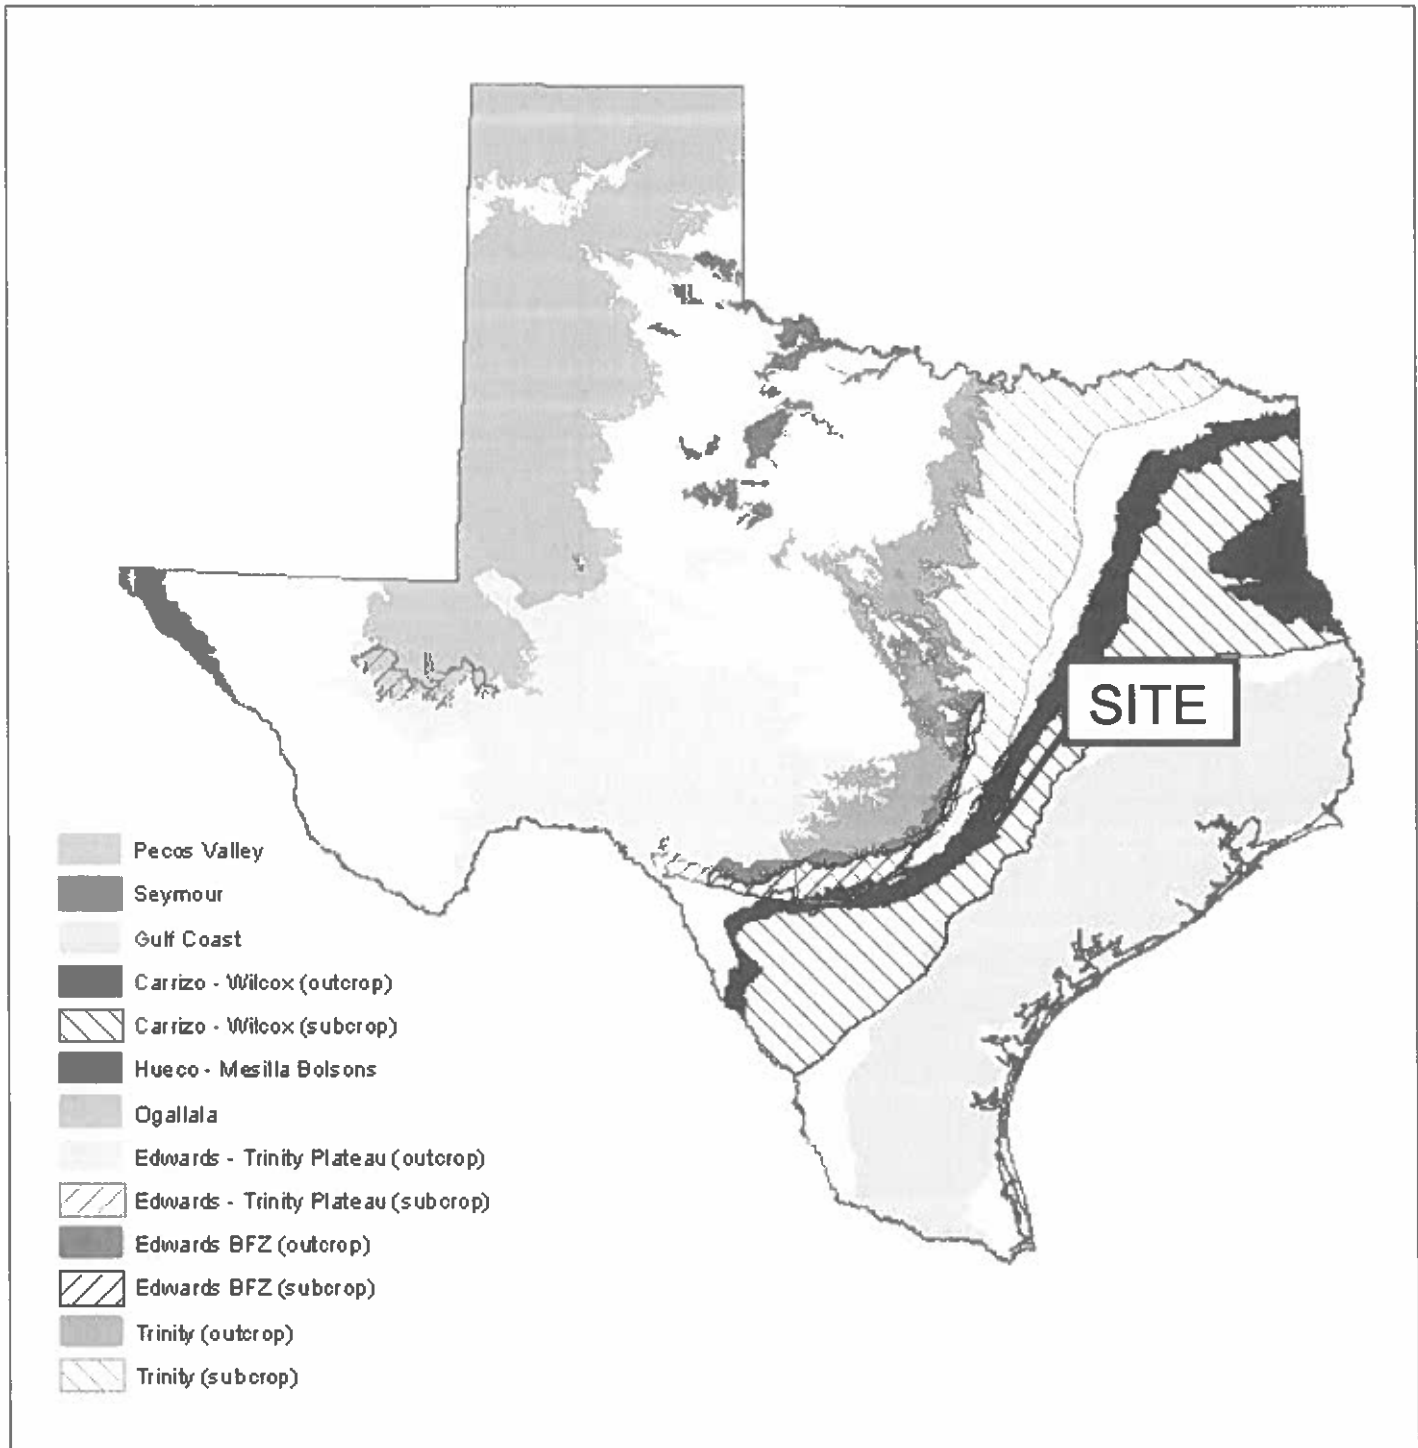 SITE
Pecos Valley
Seymour
Gulf Coast
Carrizo - Wilcox (outcrop)
Carrizo - Wilcox (subcrop)
Hueco - Mesilla Bolsons
Ogallala
Edwards - Trinity Plateau (outcrop)
Edwards - Trinity Plateau (subcrop)
Edwards BFZ (outcrop)
Edwards BFZ (subcrop)
Trinity (outcrop)
Trinity (subcrop)